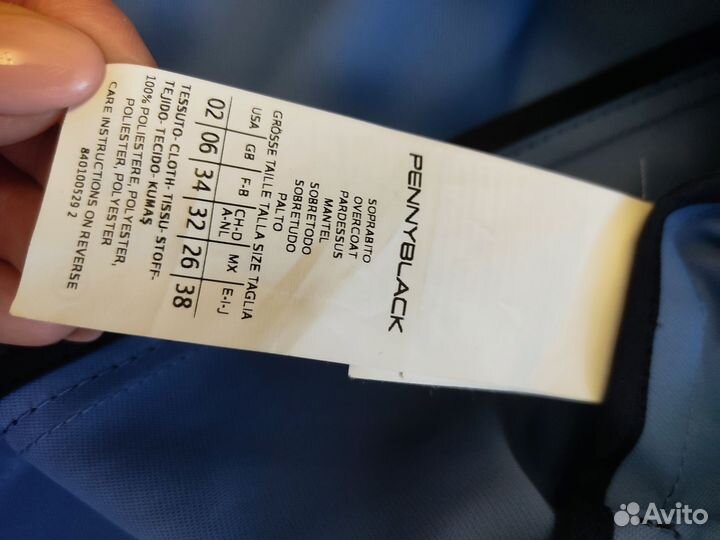 PENNYBLACK
SOPRABITO
OVERCOAT
PARDESSUS
MANTEL
SOBRETODO
PALTO
SOBRETUDO
GRÖSSE TAILLE TALLA SIZE TAGLIA
USA GB F-B CH-D A-NL MX E-I-J
02 06 34 32 26 38
TESSUTO-CLOTH-TISSU-STOFF-
TEJIDO-TECIDO-KUMAŞ
100% POLIESTERE, POLYESTER,
POLIESTER, POLYESTER
CARE INSTRUCTIONS ON REVERSE
840100529 2
Avito